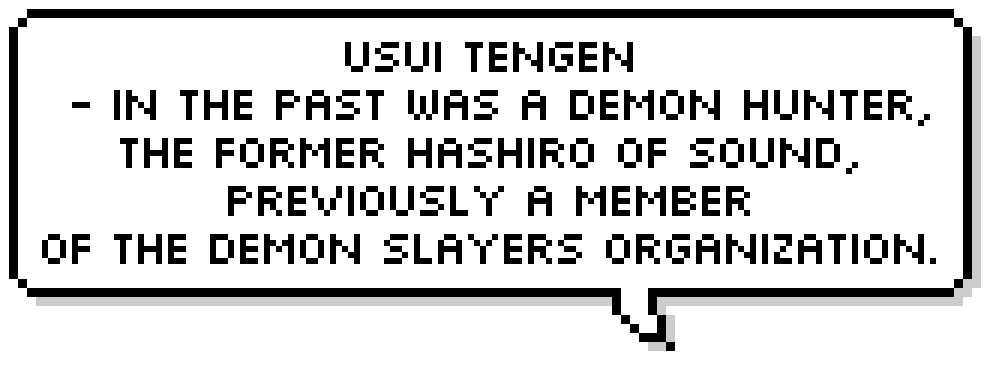 USUI TENGEN
- IN THE PAST WAS A DEMON HUNTER,
THE FORMER HASHIRO OF SOUND,
PREVIOUSLY A MEMBER
OF THE DEMON SLAYERS ORGANIZATION.